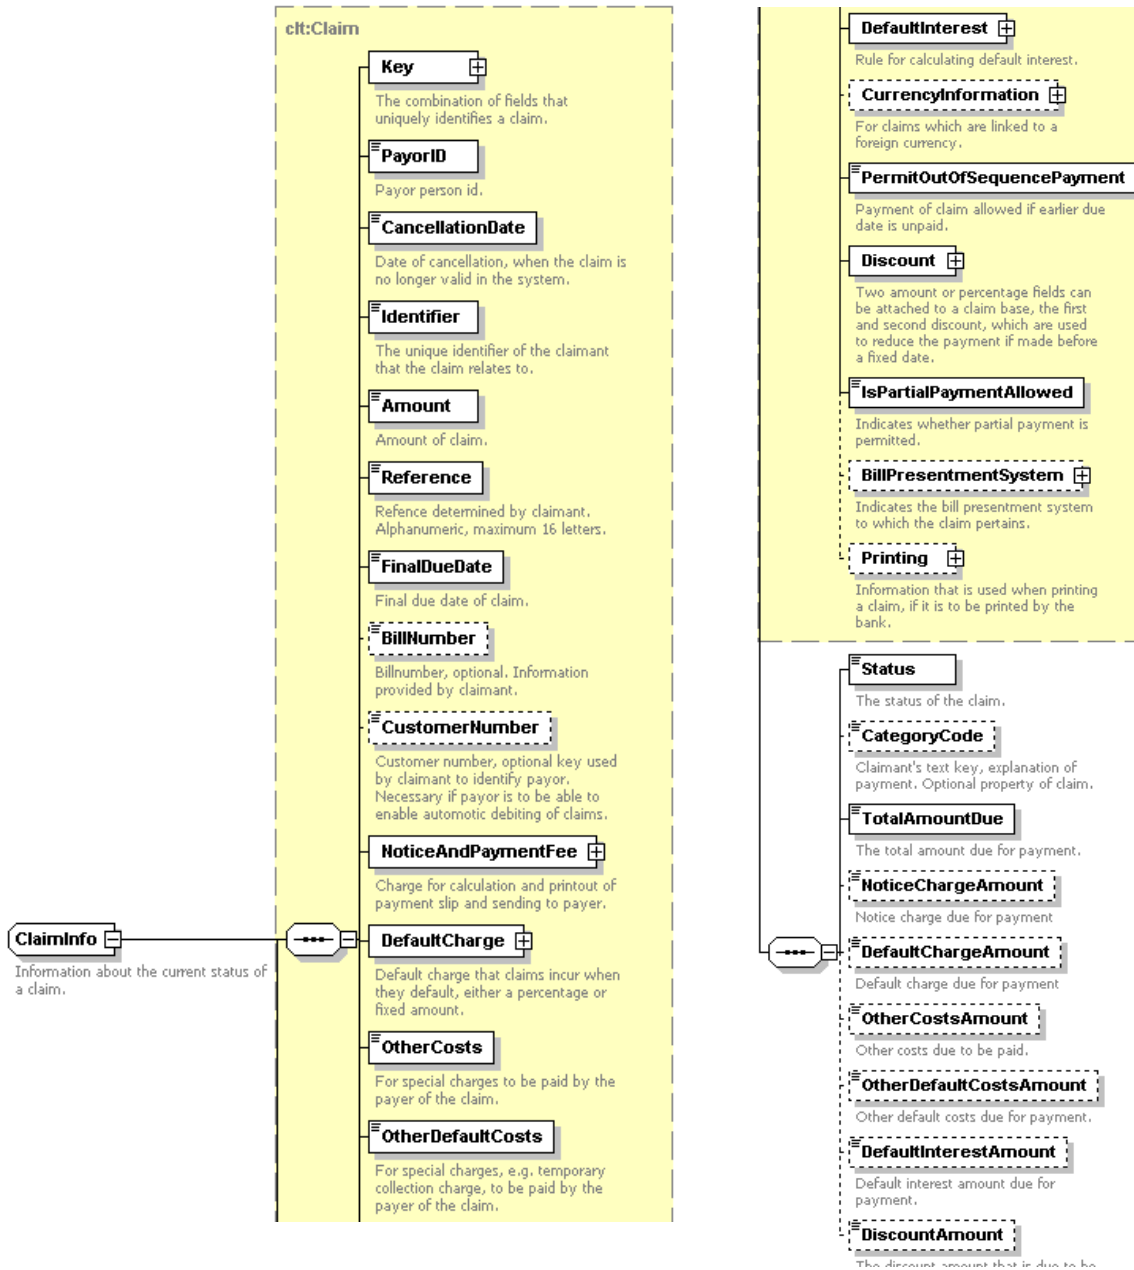 clt:Claim
Key
The combination of fields that
uniquely identifies a claim.
PayorID
Payor person id.
CancellationDate
Date of cancellation, when the claim is
no longer valid in the system.
Identifier
The unique identifier of the claimant
that the claim relates to.
Amount
Amount of claim.
Reference
Refence determined by claimant.
Alphanumeric, maximum 16 letters.
FinalDueDate
Final due date of claim.
BillNumber
Billnumber, optional. Information
provided by claimant.
CustomerNumber
Customer number, optional key used
by claimant to identify payor.
Necessary if payor is to be able to
enable automotic debiting of claims.
NoticeAndPaymentFee
Charge for calculation and printout of
payment slip and sending to payer.
ClaimInfo
Information about the current status of
a claim.
DefaultCharge
Default charge that claims incur when
they default, either a percentage or
fixed amount.
OtherCosts
For special charges to be paid by the
payer of the claim.
OtherDefaultCosts
For special charges, e.g. temporary
collection charge, to be paid by the
payer of the claim.
DefaultInterest
Rule for calculating default interest.
CurrencyInformation
For claims which are linked to a
foreign currency.
PermitOutOfSequencePayment
Payment of claim allowed if earlier due
date is unpaid.
Discount
Two amount or percentage fields can
be attached to a claim base, the first
and second discount, which are used
to reduce the payment if made before
a fixed date.
IsPartialPaymentAllowed
Indicates whether partial payment is
permitted.
BillPresentmentSystem
Indicates the bill presentment system
to which the claim pertains.
Printing
Information that is used when printing
a claim, if it is to be printed by the
bank.
Status
The status of the claim.
CategoryCode
Claimant's text key, explanation of
payment. Optional property of claim.
TotalAmountDue
The total amount due for payment.
NoticeChargeAmount
Notice charge due for payment
DefaultChargeAmount
Default charge due for payment
OtherCostsAmount
Other costs due to be paid.
OtherDefaultCostsAmount
Other default costs due for payment.
DefaultInterestAmount
Default interest amount due for
payment.
DiscountAmount
The discount amount that is due to be